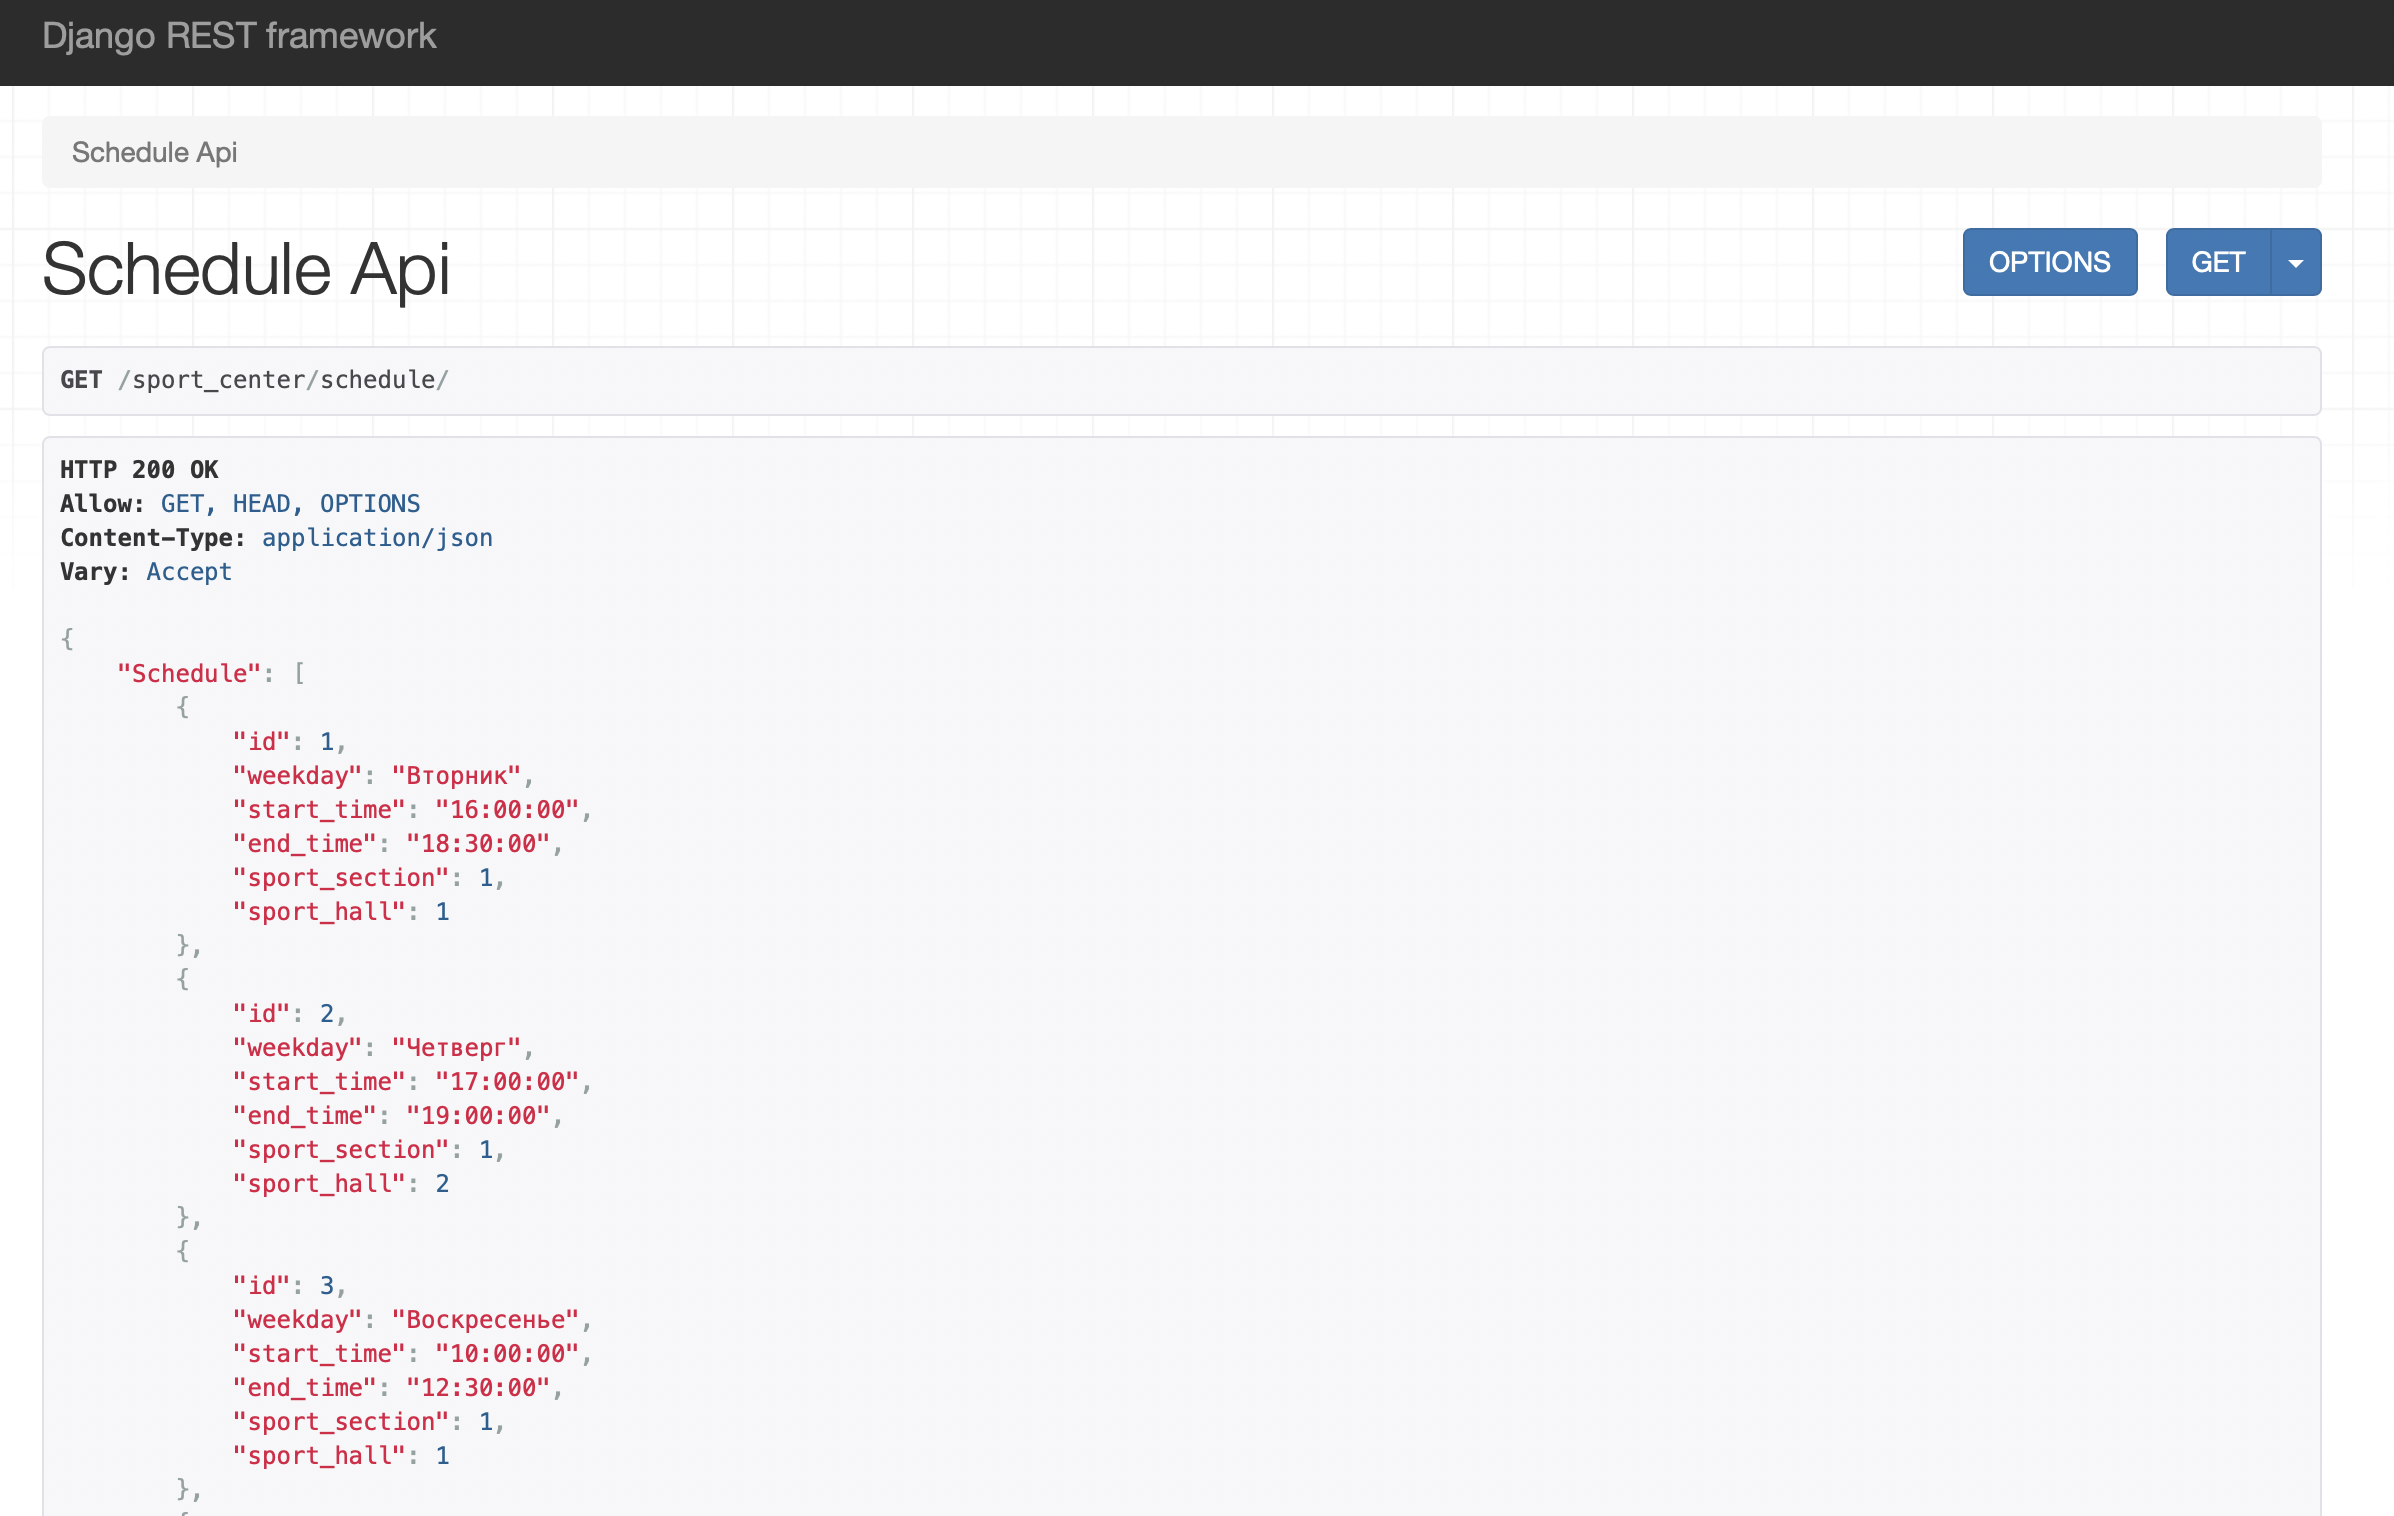 Django REST framework
Schedule Api
Schedule Api
OPTIONS
GET
GET /sport_center/schedule/
HTTP 200 OK
Allow: GET, HEAD, OPTIONS
Content-Type: application/json
Vary: Accept
{
"Schedule": [
{
"id": 1,
"weekday": "Вторник",
"start_time": "16:00:00",
"end_time": "18:30:00",
"sport_section": 1,
"sport_hall": 1
},
{
"id": 2,
"weekday": "Четверг",
"start_time": "17:00:00",
"end_time": "19:00:00",
"sport_section": 1,
"sport_hall": 2
},
{
"id": 3,
"weekday": "Воскресенье",
"start_time": "10:00:00",
"end_time": "12:30:00",
"sport_section": 1,
"sport_hall": 1
},